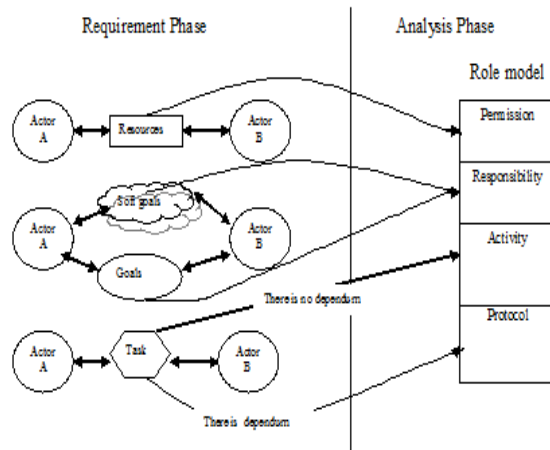 Requirement Phase
Analysis Phase
Role model
Actor
A
Resources
Actor
B
Permission
Responsibility
Activity
Protocol
Soft goals
Actor
A
Actor
B
Goals
There is no dependum
Actor
A
Task
Actor
B
There is dependum